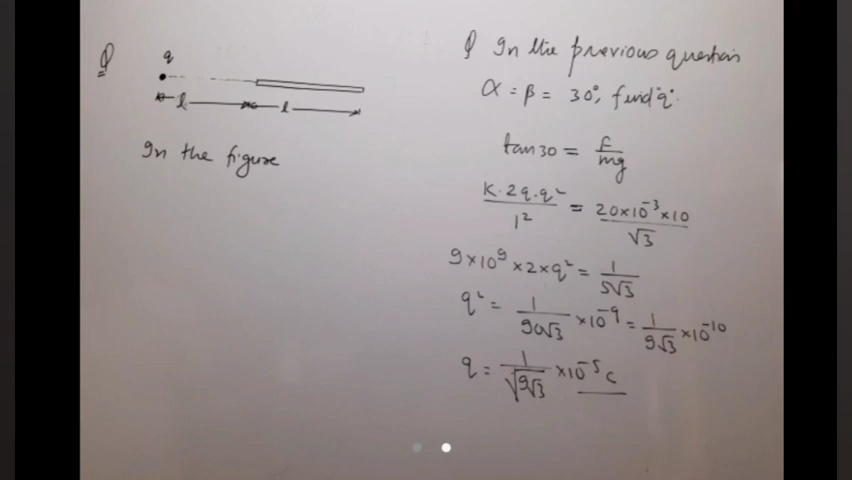 Q
q
l
l
In the figure
Q In the previous question
α = β = 30°, find "q".
tan30 = F/mg
K·2q·q²/1² = 20×10⁻³×10/√3
9×10⁹×2×q² = 1/5√3
q² = 1/90√3 ×10⁻⁹ = 1/9√3 ×10⁻¹⁰
q = 1/√9√3 ×10⁻⁵ C